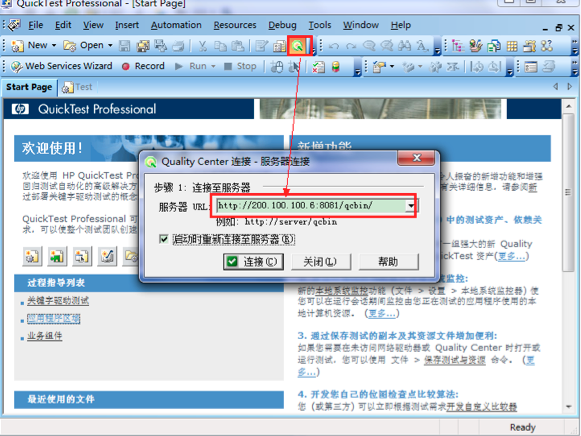 QuickTest Professional - [Start Page]
File Edit View Insert Automation Resources Debug Tools Window Help
New Open
Web Services Wizard Record Run Stop
Start Page Test
QuickTest Professional
欢迎使用! 新增功能
Quality Center 连接 - 服务器连接
步骤 1: 连接至服务器
服务器 URL: http://200.100.100.6:8081/qcbin/
例如: http://server/qcbin
启动时重新连接至服务器(R)
连接(C) 关闭(L) 帮助
欢迎使用 HP QuickTest
回归测试自动化的高级解决方
过部署关键字驱动测试的概念
QuickTest Professional 可
求, 可以使整个测试团队创建
令人振奋的新增功能和增强
有关详细信息, 请参阅新
中的测试资产、依赖关
一组强大的新 Quality
QuickTest 资产(更多...)
过程指导列表
关键字驱动测试
应用程序区域
业务组件
监控:
新的本地系统监控功能 (文件 > 设置 > 本地系统监控器) 使
您可以在运行会话期间监控由您正在测试的应用程序使用的本
地计算机资源. (更多...)
3. 通过保存测试的副本及其资源文件增加便利:
如果您需要在未访问网络驱动器或 Quality Center 时打开或
运行测试, 您可以使用 文件 > 保存测试与资源 命令. (更
多...)
4. 开发您自己的位图检查点比较算法:
您 (或第三方) 可以立即根据测试需求开发自定义比较器
最近使用的文件
Ready